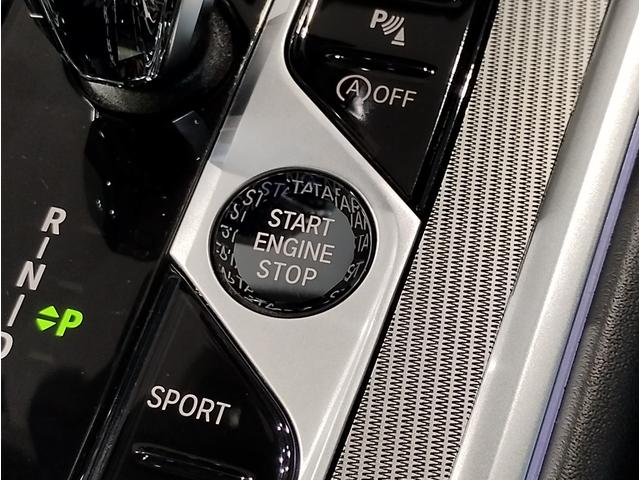 P
A OFF
START
ENGINE
STOP
R
N
D
P
SPORT